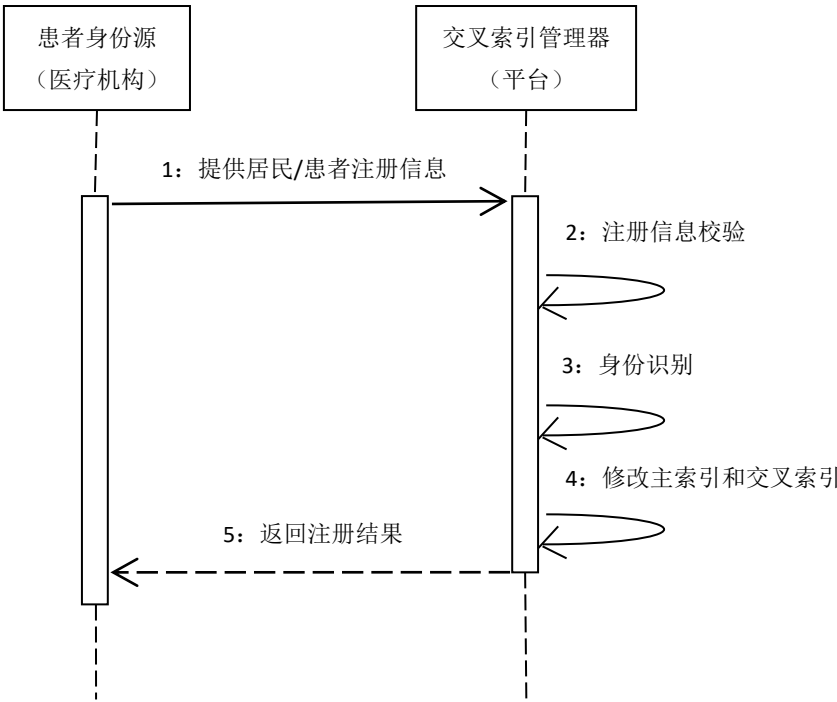 患者身份源
（医疗机构）
交叉索引管理器
（平台）
1：提供居民/患者注册信息
2：注册信息校验
3：身份识别
4：修改主索引和交叉索引
5：返回注册结果